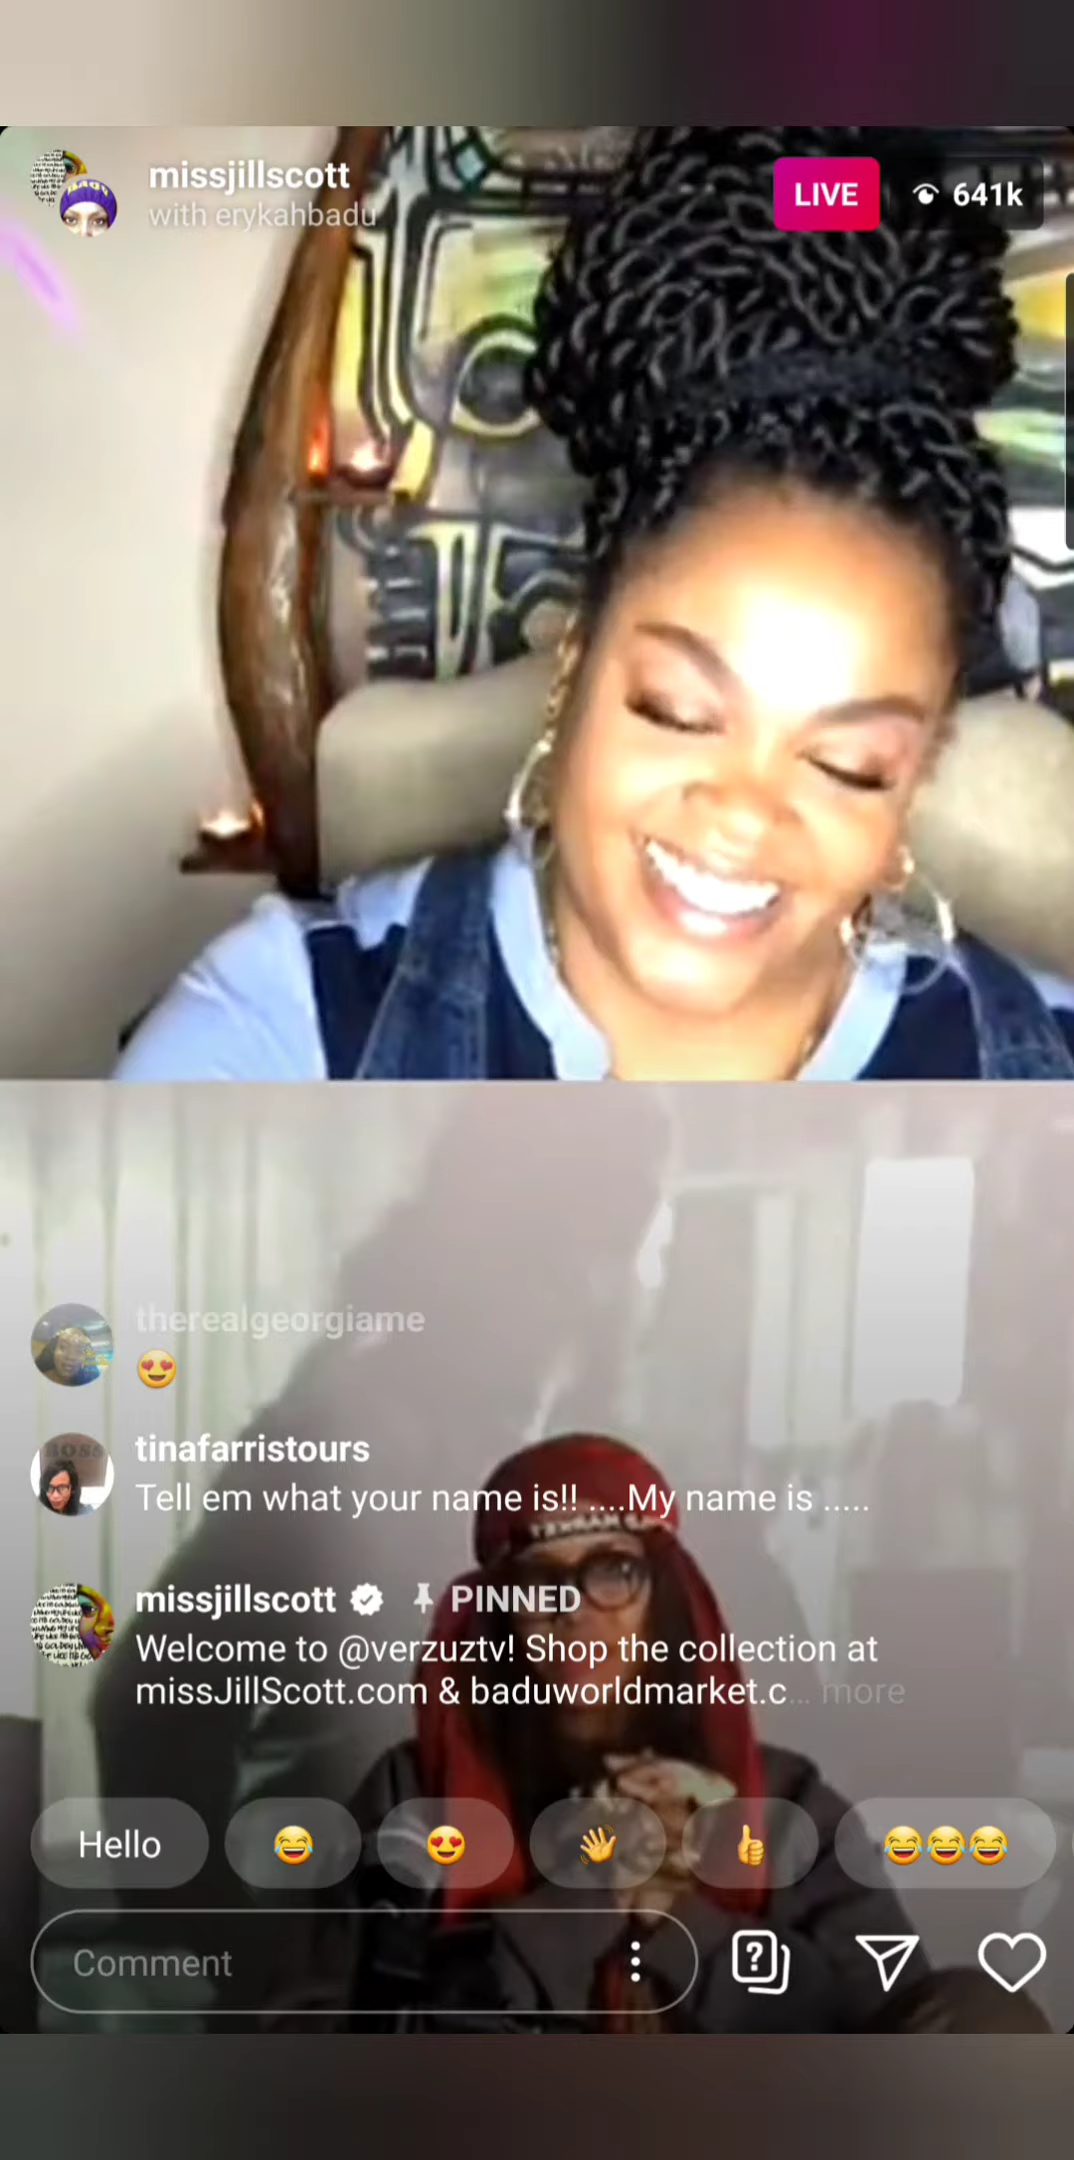 missjillscott
with erykahbadu
LIVE
641k
therealgeorgiame
😍
BOSS
tinafarristours
Tell em what your name is!! ....My name is .....
missjillscott PINNED
Welcome to @verzuztv! Shop the collection at
missJillScott.com & baduworldmarket.c... more
Hello
😂
😍
👋
👍
😂😂😂
Comment
?